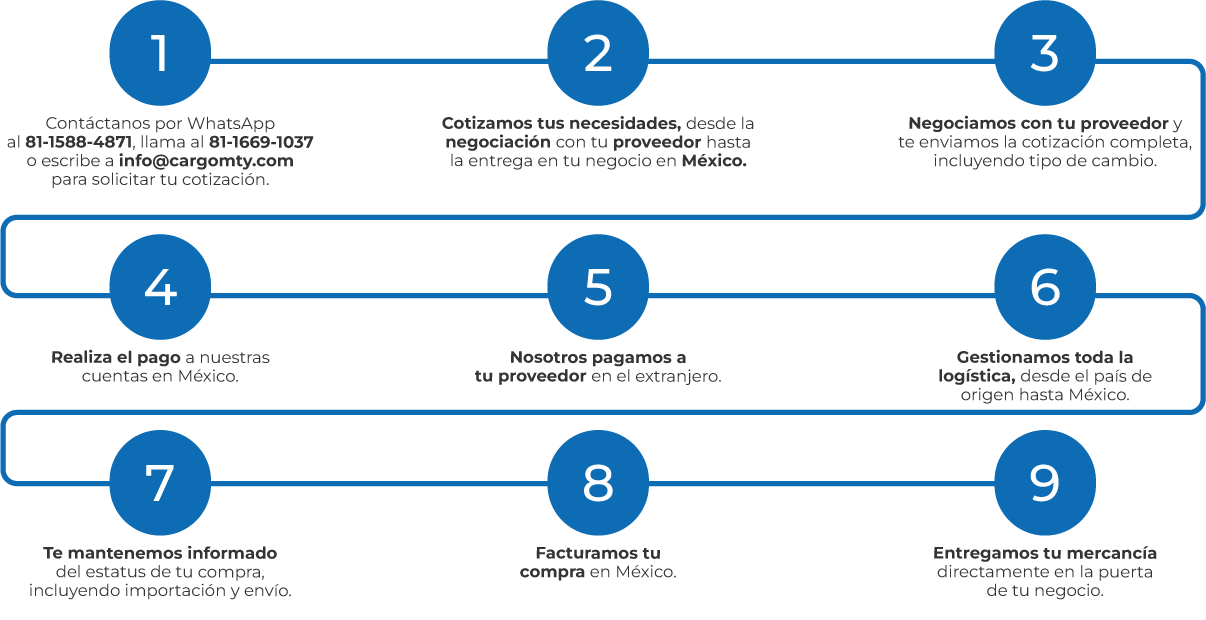 1
Contáctanos por WhatsApp
al 81-1588-4871, llama al 81-1669-1037
o escribe a info@cargomty.com
para solicitar tu cotización.
2
Cotizamos tus necesidades, desde la
negociación con tu proveedor hasta
la entrega en tu negocio en México.
3
Negociamos con tu proveedor y
te enviamos la cotización completa,
incluyendo tipo de cambio.
4
Realiza el pago a nuestras
cuentas en México.
5
Nosotros pagamos a
tu proveedor en el extranjero.
6
Gestionamos toda la
logística, desde el país de
origen hasta México.
7
Te mantenemos informado
del estatus de tu compra,
incluyendo importación y envío.
8
Facturamos tu
compra en México.
9
Entregamos tu mercancía
directamente en la puerta
de tu negocio.